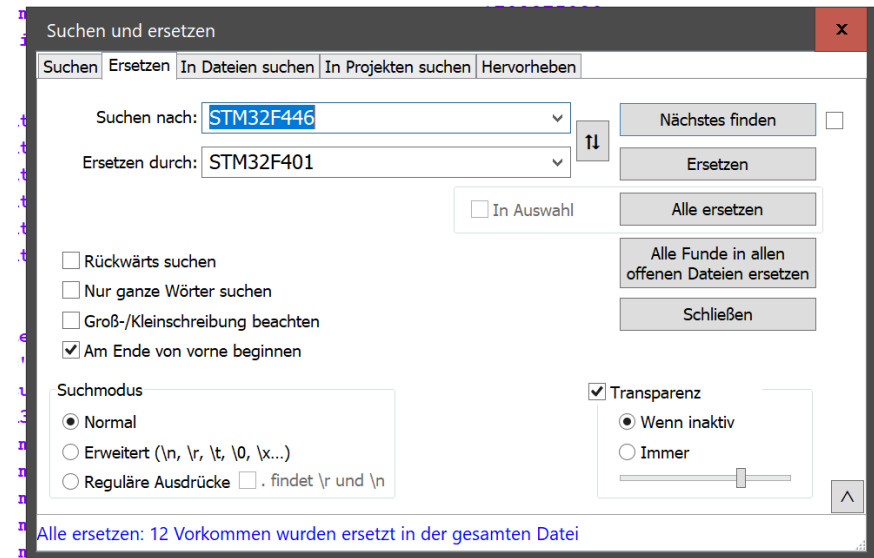 Suchen und ersetzen
x
Suchen Ersetzen In Dateien suchen In Projekten suchen Hervorheben
Suchen nach: STM32F446
Nächstes finden
Ersetzen durch: STM32F401
Ersetzen
In Auswahl
Alle ersetzen
Alle Funde in allen
offenen Dateien ersetzen
Schließen
Rückwärts suchen
Nur ganze Wörter suchen
Groß-/Kleinschreibung beachten
Am Ende von vorne beginnen
Suchmodus
Normal
Erweitert (\n, \r, \t, \0, \x...)
Reguläre Ausdrücke . findet \r und \n
Transparenz
Wenn inaktiv
Immer
Alle ersetzen: 12 Vorkommen wurden ersetzt in der gesamten Datei